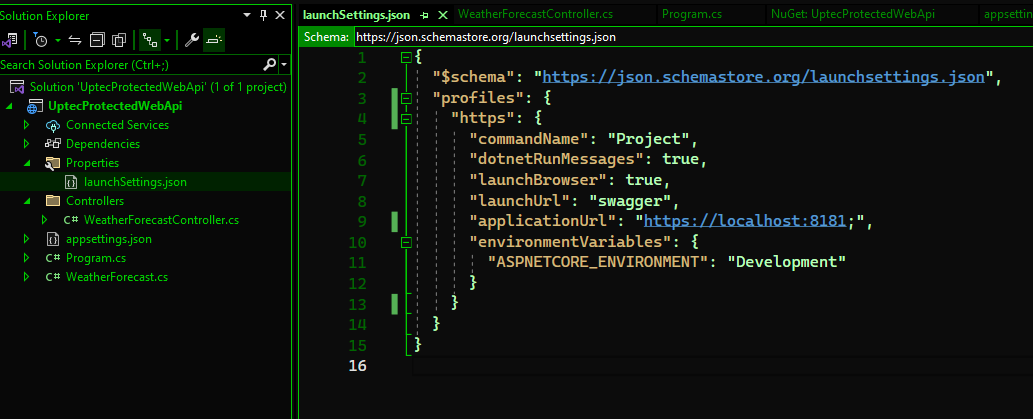 Solution Explorer
Search Solution Explorer (Ctrl+;)
Solution 'UptecProtectedWebApi' (1 of 1 project)
UptecProtectedWebApi
Connected Services
Dependencies
Properties
launchSettings.json
Controllers
C# WeatherForecastController.cs
appsettings.json
C# Program.cs
C# WeatherForecast.cs
launchSettings.json WeatherForecastController.cs Program.cs NuGet: UptecProtectedWebApi appsetting
Schema: https://json.schemastore.org/launchsettings.json
1 {
2 "$schema": "https://json.schemastore.org/launchsettings.json",
3 "profiles": {
4 "https": {
5 "commandName": "Project",
6 "dotnetRunMessages": true,
7 "launchBrowser": true,
8 "launchUrl": "swagger",
9 "applicationUrl": "https://localhost:8181;",
10 "environmentVariables": {
11 "ASPNETCORE_ENVIRONMENT": "Development"
12 }
13 }
14 }
15 }
16